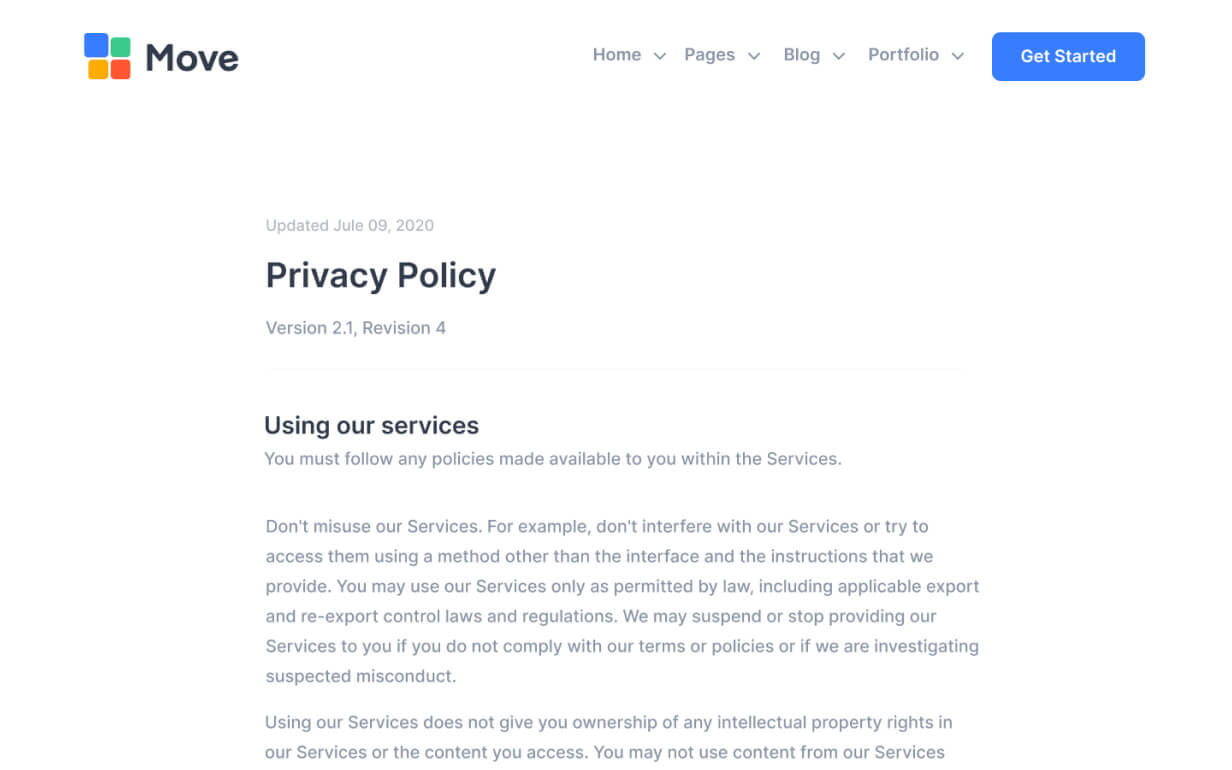 Move
Home Pages Blog Portfolio Get Started
Updated Jule 09, 2020
Privacy Policy
Version 2.1, Revision 4
Using our services
You must follow any policies made available to you within the Services.
Don't misuse our Services. For example, don't interfere with our Services or try to
access them using a method other than the interface and the instructions that we
provide. You may use our Services only as permitted by law, including applicable export
and re-export control laws and regulations. We may suspend or stop providing our
Services to you if you do not comply with our terms or policies or if we are investigating
suspected misconduct.
Using our Services does not give you ownership of any intellectual property rights in
our Services or the content you access. You may not use content from our Services